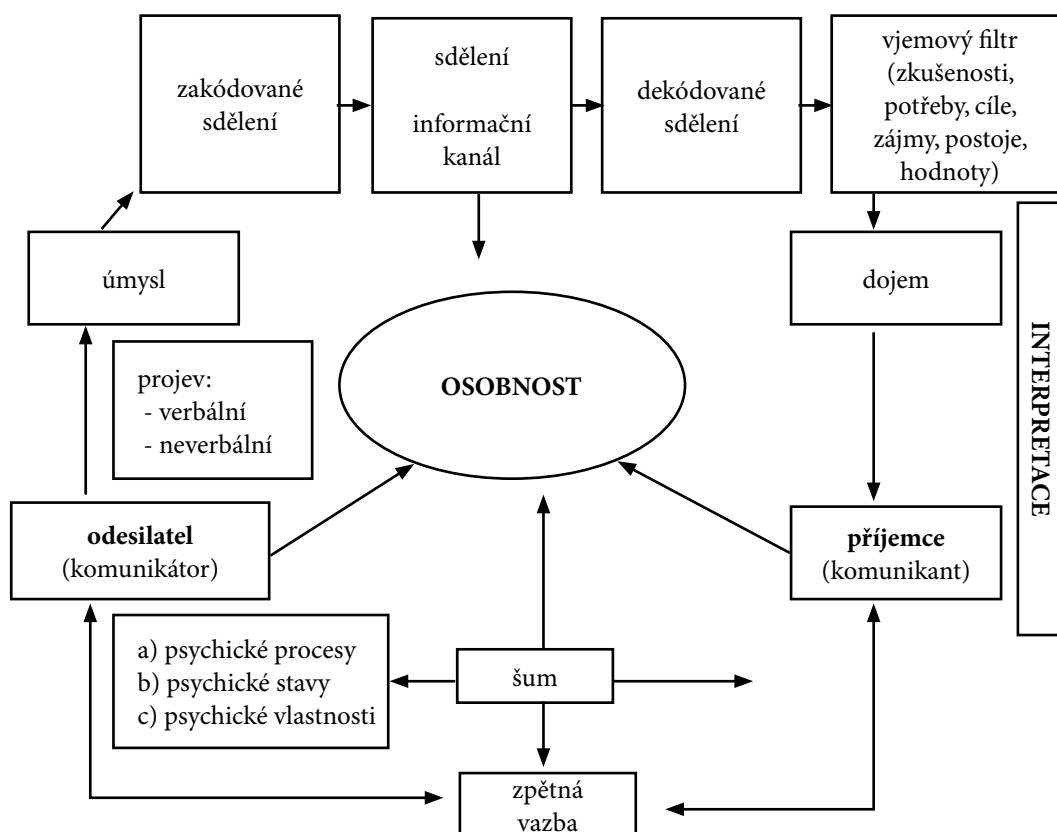 zakódované
sdělení
sdělení
informační
kanál
dekódované
sdělení
vjemový filtr
(zkušenosti,
potřeby, cíle,
zájmy, postoje,
hodnoty)
úmysl
dojem
INTERPRETACE
projev:
- verbální
- neverbální
OSOBNOST
odesilatel
(komunikátor)
příjemce
(komunikant)
a) psychické procesy
b) psychické stavy
c) psychické vlastnosti
šum
zpětná
vazba